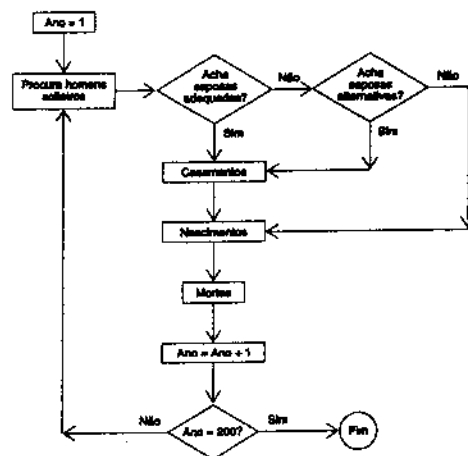 Ano = 1
Procura homens
solteiros
Acha
esposas
adequadas?
Não
Acha
esposas
alternativas?
Não
Sim
Sim
Casamentos
Nascimentos
Mortes
Ano = Ano + 1
Não
Ano = 200?
Sim
Fim